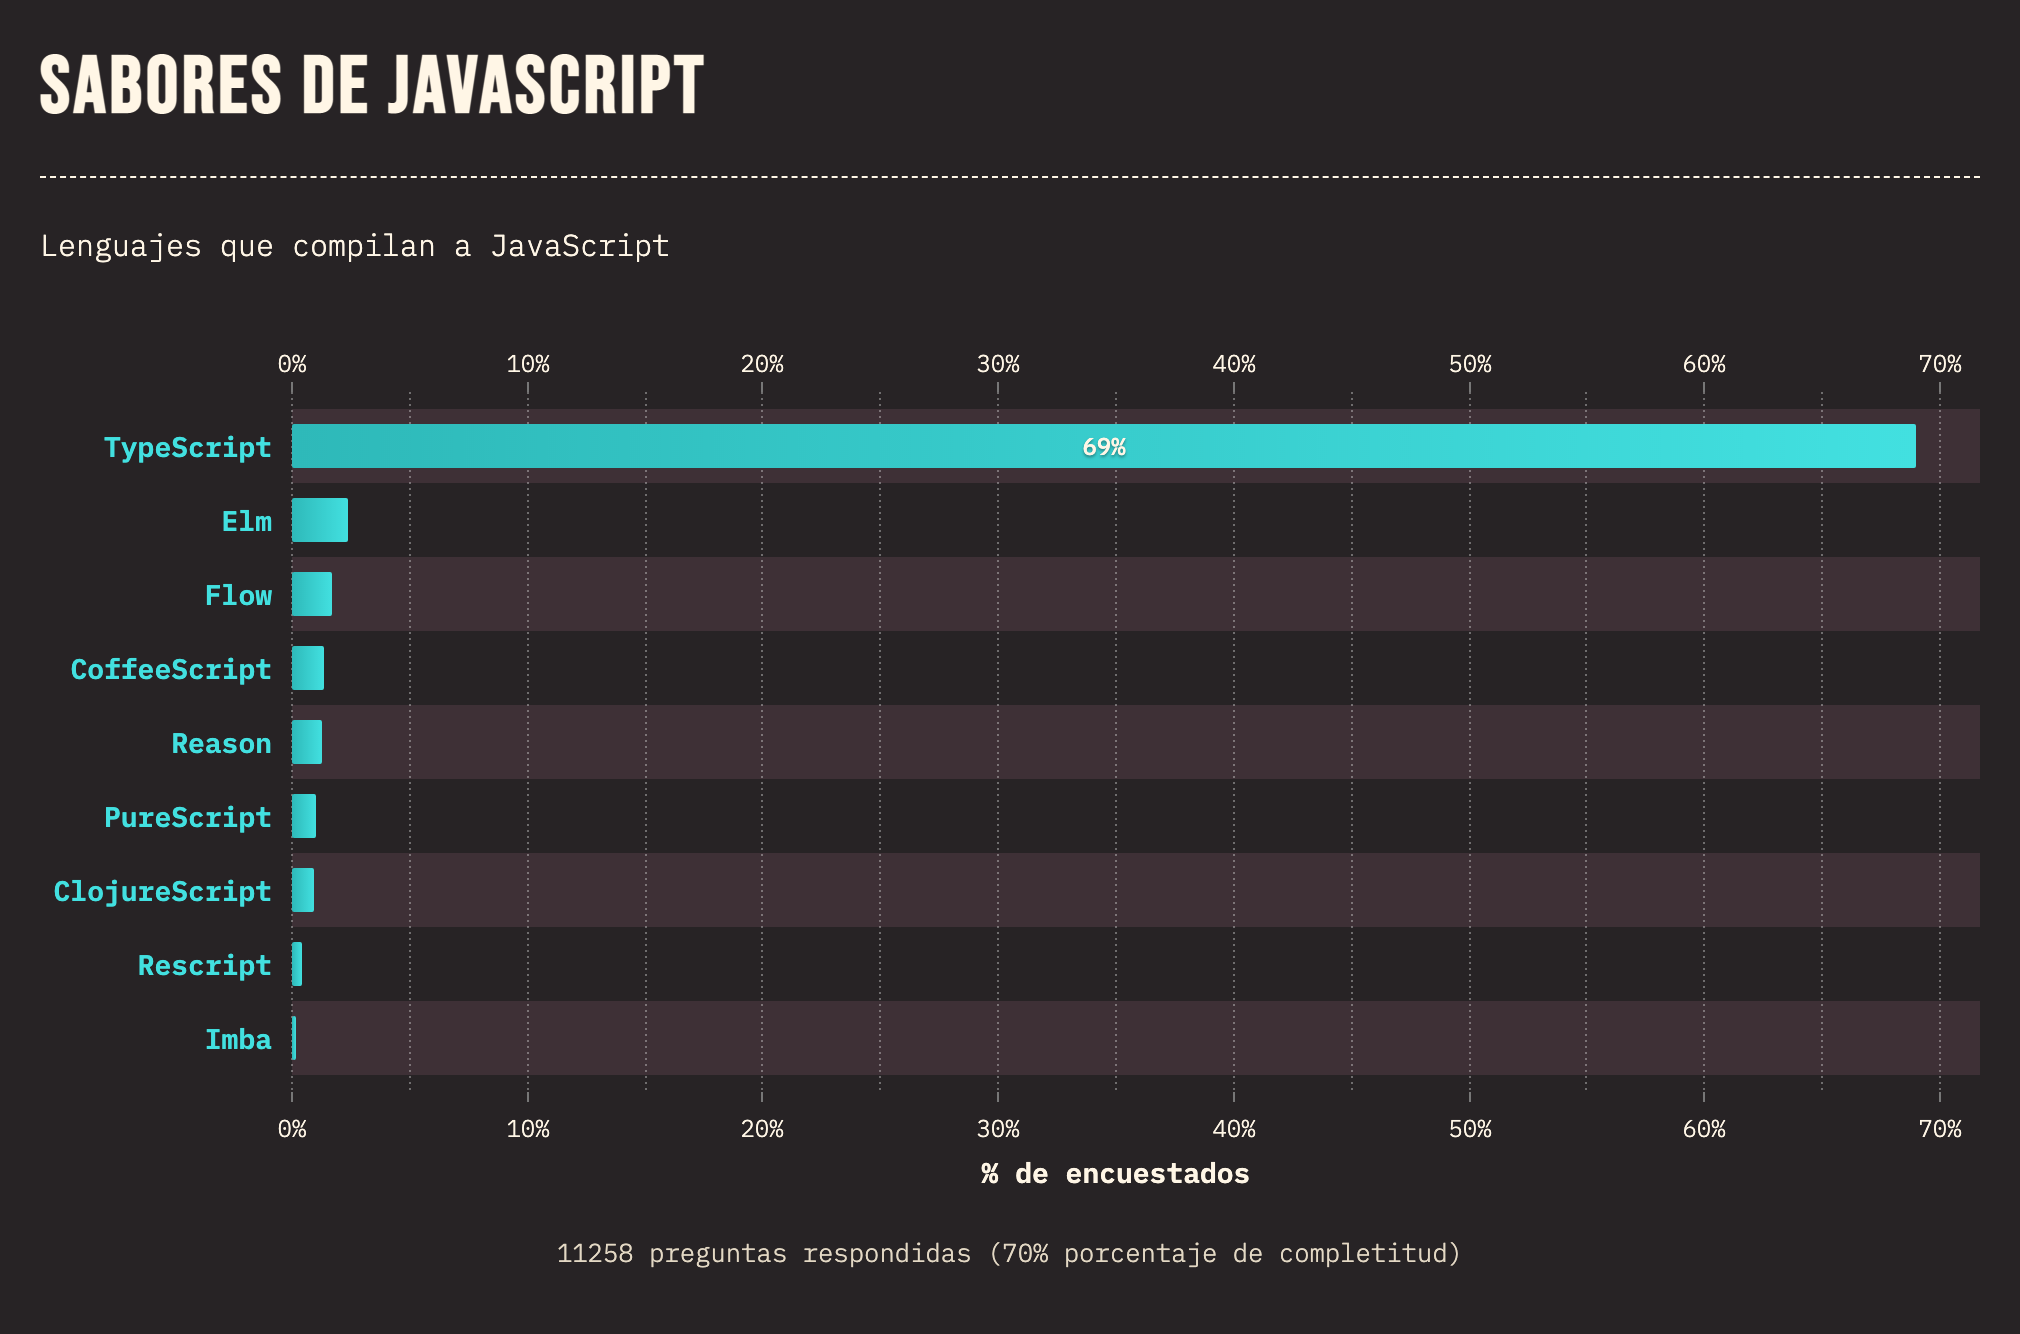 SABORES DE JAVASCRIPT
Lenguajes que compilan a JavaScript
0% 10% 20% 30% 40% 50% 60% 70%
TypeScript 69%
Elm
Flow
CoffeeScript
Reason
PureScript
ClojureScript
Rescript
Imba
0% 10% 20% 30% 40% 50% 60% 70%
% de encuestados
11258 preguntas respondidas (70% porcentaje de completitud)